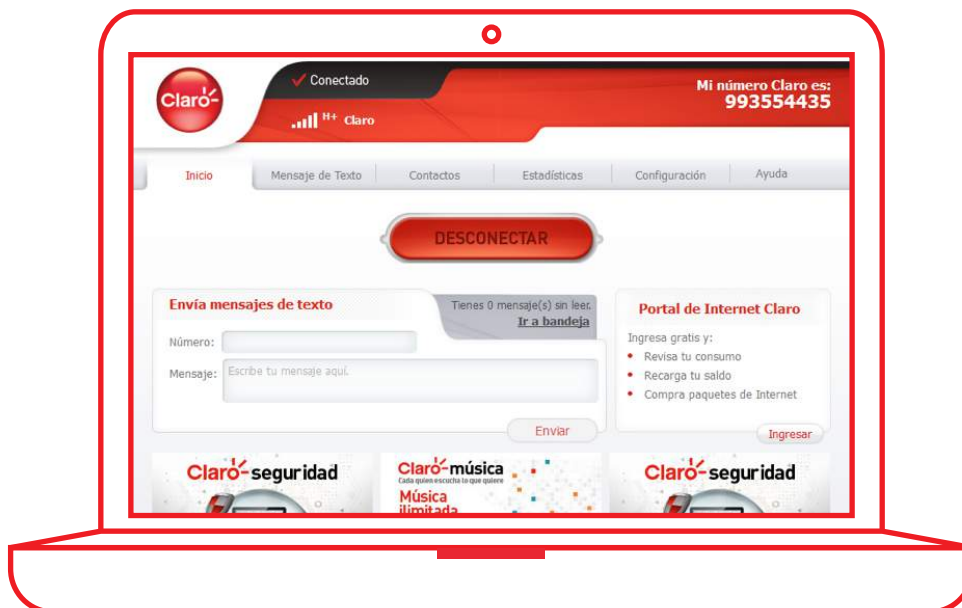 Claro-
Conectado
H+ Claro
Mi número Claro es:
993554435
Inicio
Mensaje de Texto
Contactos
Estadísticas
Configuración
Ayuda
DESCONECTAR
Envía mensajes de texto
Tienes 0 mensaje(s) sin leer.
Ir a bandeja
Número:
Mensaje:
Escribe tu mensaje aquí.
Enviar
Portal de Internet Claro
Ingresa gratis y:
• Revisa tu consumo
• Recarga tu saldo
• Compra paquetes de Internet
Ingresar
Claro-seguridad
Claro-música
Cada quien escucha lo que quiere
Música
ilimitada
Claro-seguridad